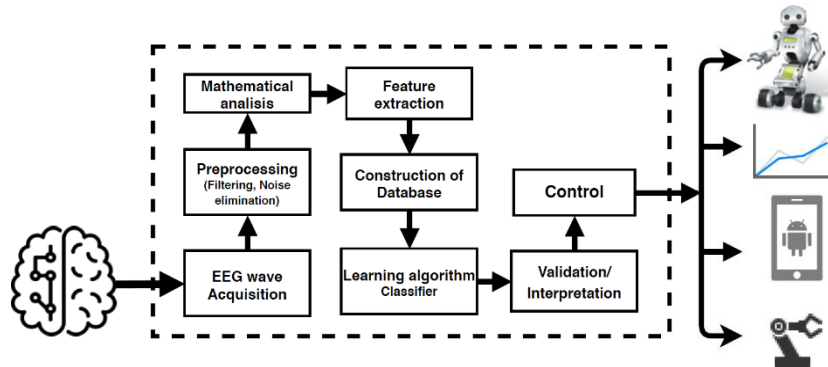 EEG wave
Acquisition
Preprocessing
(Filtering, Noise
elimination)
Mathematical
analisis
Feature
extraction
Construction of
Database
Learning algorithm
Classifier
Validation/
Interpretation
Control